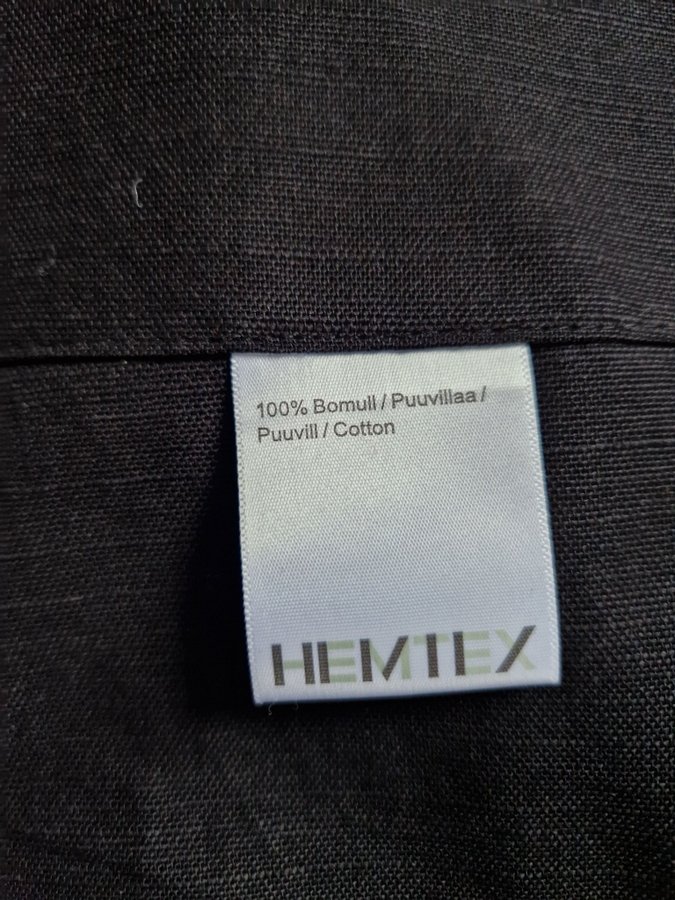 100% Bomull / Puuvillaa /
Puuvill / Cotton
HEMTEX